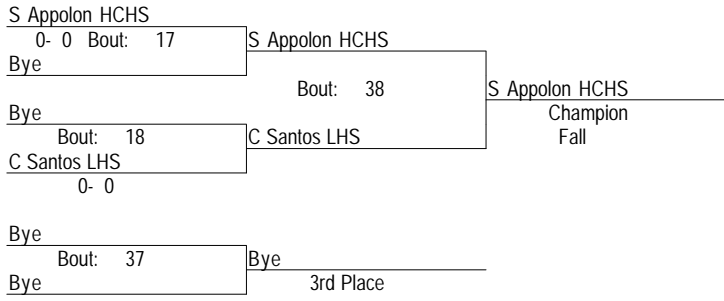 S Appolon HCHS
0- 0 Bout: 17
Bye
S Appolon HCHS
Bout: 38
S Appolon HCHS
Champion
Fall
Bye
Bout: 18
C Santos LHS
0- 0
C Santos LHS
Bye
Bout: 37
Bye
Bye
3rd Place